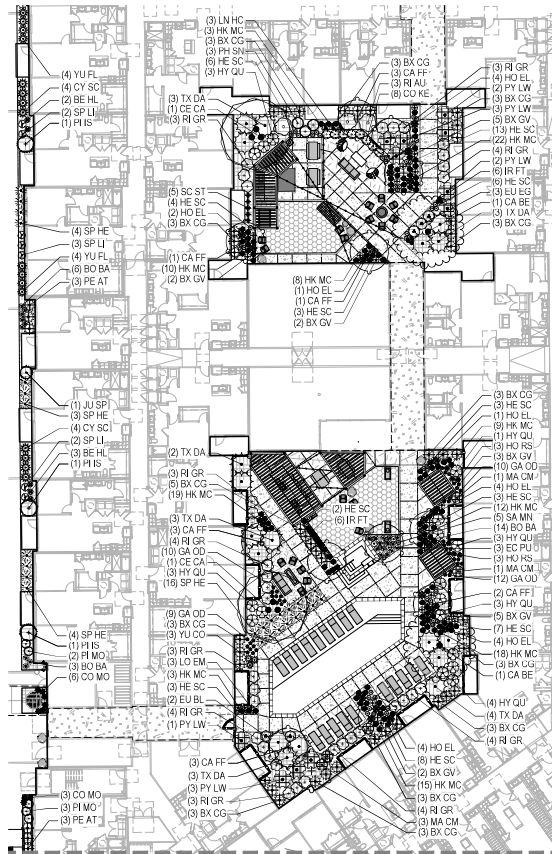 (3) LN HC
(3) HK MC
(3) BX CG
(3) PH SN
(6) HE SC
(3) HY QU
(3) BX CG
(3) CA FF
(3) RI AU
(8) CO KE
(3) RI GR
(4) HO EL
(2) PY LW
(3) BX CG
(3) PY LW
(5) BX GV
(13) HE SC
(22) HK MC
(4) RI GR
(2) PY LW
(6) IR FT
(6) HE SC
(3) EU EG
(1) CA BE
(3) TX DA
(3) BX CG
(4) YU FL
(4) CY SC
(2) BE HL
(2) SP LI
(1) PI IS
(3) TX DA
(1) CE CA
(3) RI GR
(5) SC ST
(4) HE SC
(2) HO EL
(3) BX CG
(4) SP HE
(3) SP LI
(4) YU FL
(6) BO BA
(3) PE AT
(1) CA FF
(10) HK MC
(2) BX GV
(8) HK MC
(1) HO EL
(1) CA FF
(3) HE SC
(2) BX GV
(1) JU SP
(3) SP HE
(4) CY SC
(2) SP LI
(3) BE HL
(1) PI IS
(3) BX CG
(3) HE SC
(1) HO EL
(9) HK MC
(1) HY QU
(3) HO RS
(3) BX GV
(10) GA OD
(1) MA CM
(4) HO EL
(3) HE SC
(12) HK MC
(5) SA MN
(14) BO BA
(3) HY QU
(3) EC PU
(3) HO RS
(1) MA CM
(12) GA OD
(2) TX DA
(3) RI GR
(5) BX CG
(19) HK MC
(2) HE SC
(6) IR FT
(3) TX DA
(3) CA FF
(4) RI GR
(10) GA OD
(1) CE CA
(3) HY QU
(16) SP HE
(2) CA FF
(3) HY QU
(5) BX GV
(7) HE SC
(4) HO EL
(18) HK MC
(3) BX CG
(1) CA BE
(9) GA OD
(3) BX CG
(3) YU CO
(3) RI GR
(3) LO EM
(3) HK MC
(3) HE SC
(2) EU BL
(4) RI GR
(1) PY LW
(4) SP HE
(1) PI IS
(2) PI MO
(3) BO BA
(6) CO MO
(4) HY QU
(4) TX DA
(3) BX CG
(4) RI GR
(4) HO EL
(8) HE SC
(2) BX GV
(15) HK MC
(3) BX CG
(4) RI GR
(3) MA CM
(3) BX CG
(3) CA FF
(3) TX DA
(3) PY LW
(3) RI GR
(3) BX CG
(3) CO MO
(3) PI MO
(3) PE AT